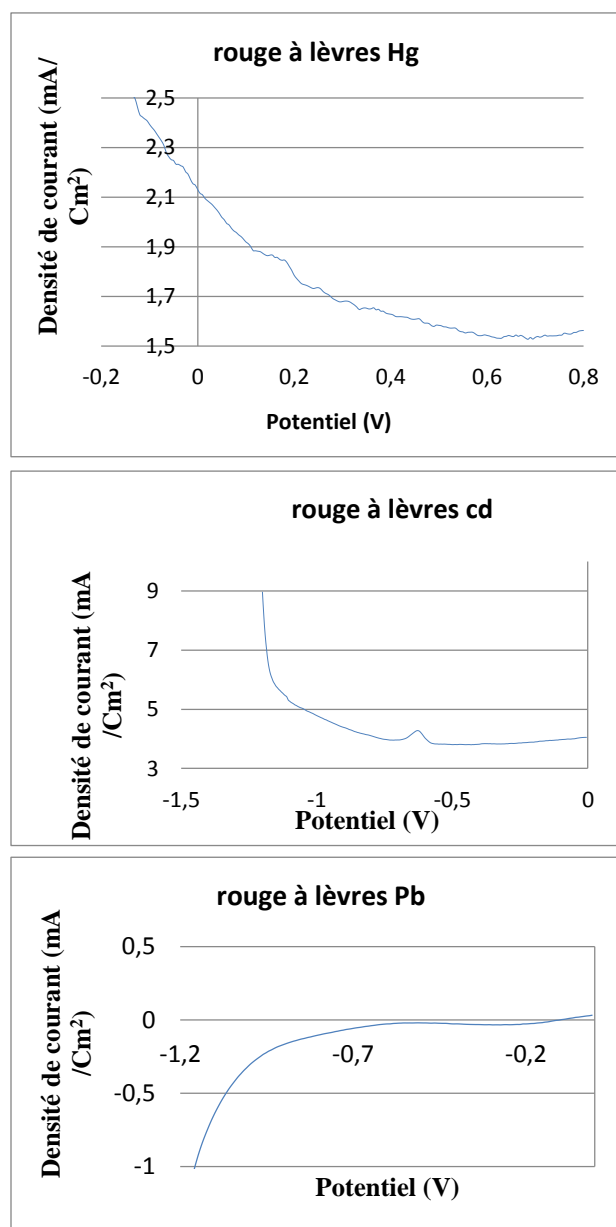 rouge à lèvres Hg
Densité de courant (mA/
Cm²)
2,5
2,3
2,1
1,9
1,7
1,5
-0,2 0 0,2 0,4 0,6 0,8
Potentiel (V)
rouge à lèvres cd
Densité de courant (mA
/Cm²)
9
7
5
3
-1,5 -1 -0,5 0
Potentiel (V)
rouge à lèvres Pb
Densité de courant (mA
/Cm²)
0,5
0
-0,5
-1
-1,2 -0,7 -0,2
Potentiel (V)